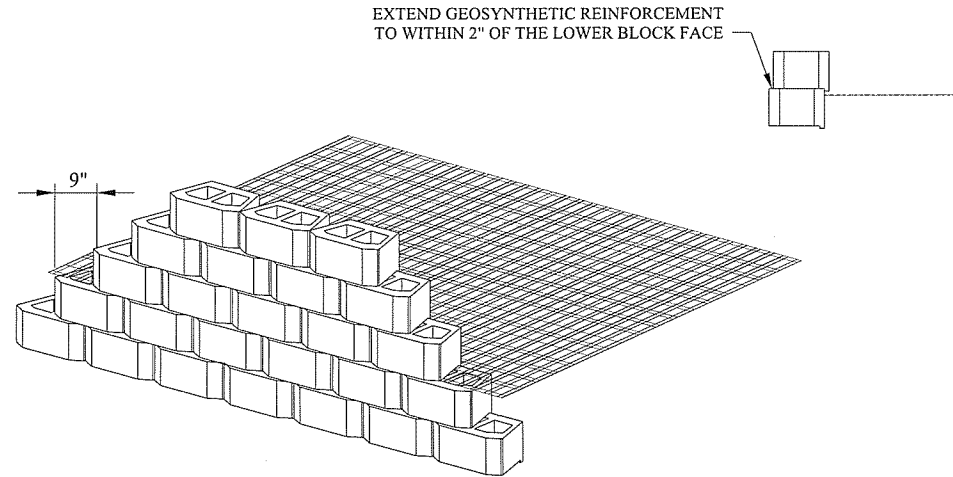 EXTEND GEOSYNTHETIC REINFORCEMENT
TO WITHIN 2" OF THE LOWER BLOCK FACE
9"